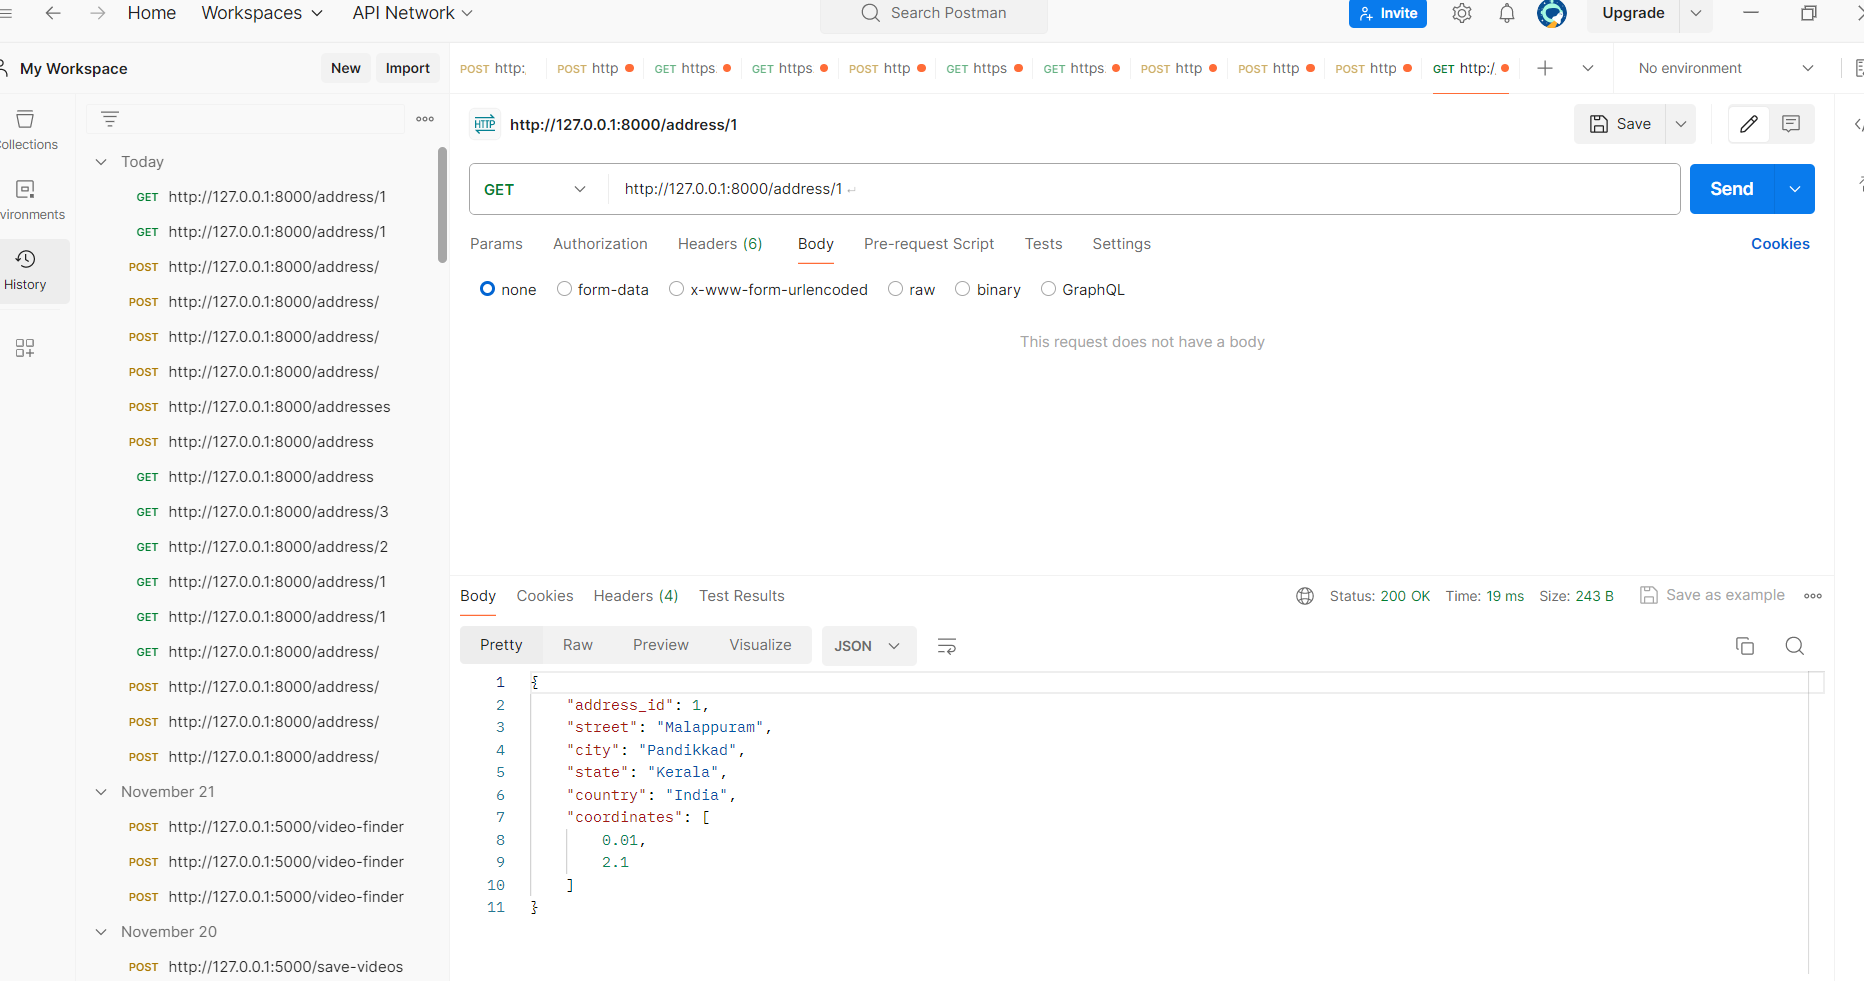 Home Workspaces API Network Search Postman Invite Upgrade
My Workspace New Import
POST http: POST http GET https GET https POST http GET https GET https POST http POST http POST http GET http:/ No environment
HTTP http://127.0.0.1:8000/address/1 Save
GET http://127.0.0.1:8000/address/1 Send
Params Authorization Headers (6) Body Pre-request Script Tests Settings Cookies
none form-data x-www-form-urlencoded raw binary GraphQL
This request does not have a body
ollections
vironments
History
Today
GET http://127.0.0.1:8000/address/1
GET http://127.0.0.1:8000/address/1
POST http://127.0.0.1:8000/address/
POST http://127.0.0.1:8000/address/
POST http://127.0.0.1:8000/address/
POST http://127.0.0.1:8000/address/
POST http://127.0.0.1:8000/addresses
POST http://127.0.0.1:8000/address
GET http://127.0.0.1:8000/address
GET http://127.0.0.1:8000/address/3
GET http://127.0.0.1:8000/address/2
GET http://127.0.0.1:8000/address/1
GET http://127.0.0.1:8000/address/1
GET http://127.0.0.1:8000/address/
POST http://127.0.0.1:8000/address/
POST http://127.0.0.1:8000/address/
POST http://127.0.0.1:8000/address/
November 21
POST http://127.0.0.1:5000/video-finder
POST http://127.0.0.1:5000/video-finder
POST http://127.0.0.1:5000/video-finder
November 20
POST http://127.0.0.1:5000/save-videos
Body Cookies Headers (4) Test Results Status: 200 OK Time: 19 ms Size: 243 B Save as example
Pretty Raw Preview Visualize JSON
1 {
2 "address_id": 1,
3 "street": "Malappuram",
4 "city": "Pandikkad",
5 "state": "Kerala",
6 "country": "India",
7 "coordinates": [
8 0.01,
9 2.1
10 ]
11 }